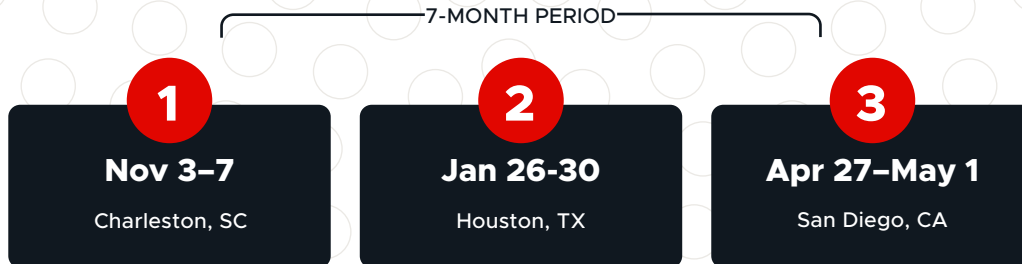 7-MONTH PERIOD
1
Nov 3–7
Charleston, SC
2
Jan 26-30
Houston, TX
3
Apr 27–May 1
San Diego, CA